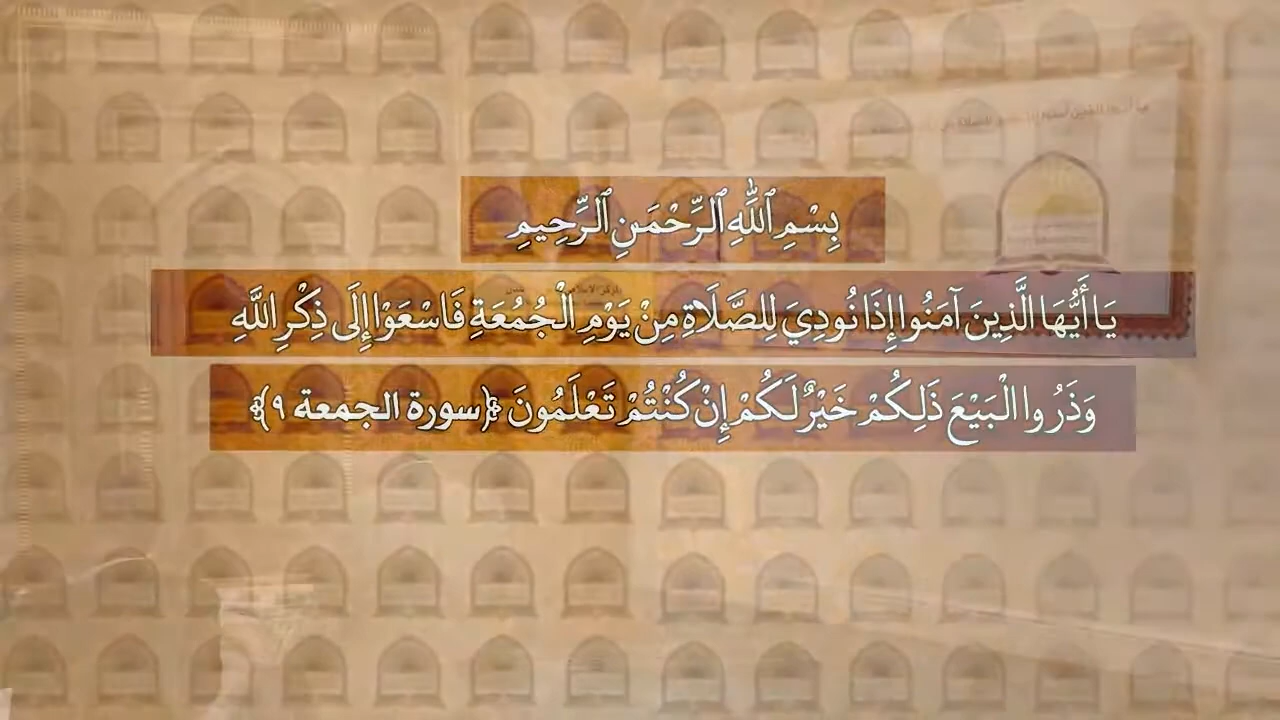 بِسْمِ ٱللَّهِ ٱلرَّحْمَـٰنِ ٱلرَّحِيمِ
يَا أَيُّهَا الَّذِينَ آمَنُوا إِذَا نُودِيَ لِلصَّلَاةِ مِنْ يَوْمِ الْجُمُعَةِ فَاسْعَوْا إِلَى ذِكْرِ اللَّهِ
وَذَرُوا الْبَيْعَ ذَلِكُمْ خَيْرٌ لَكُمْ إِنْ كُنْتُمْ تَعْلَمُونَ ﴿سورة الجمعة ٩﴾